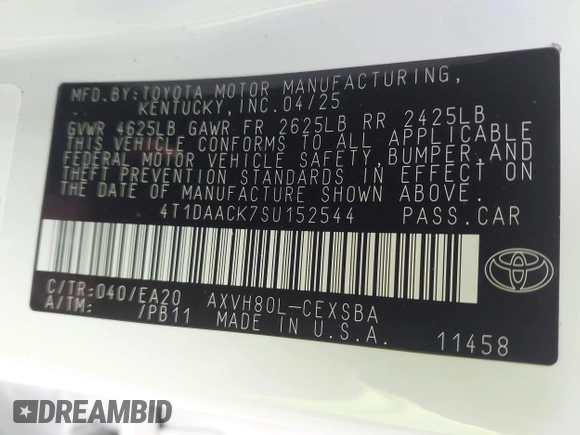 MFD.BY:TOYOTA MOTOR MANUFACTURING,
KENTUCKY,INC.04/25
GVWR 4625LB GAWR FR 2625LB RR 2425LB
THIS VEHICLE CONFORMS TO ALL APPLICABLE
FEDERAL MOTOR VEHICLE SAFETY,BUMPER,AND
THEFT PREVENTION STANDARDS IN EFFECT ON
THE DATE OF MANUFACTURE SHOWN ABOVE.
4T1DAACK7SU152544 PASS.CAR
C/TR:040/EA20 AXVH80L-CEXSBA
A/TM: /PB11 MADE IN U.S.A.
11458
DREAMBID